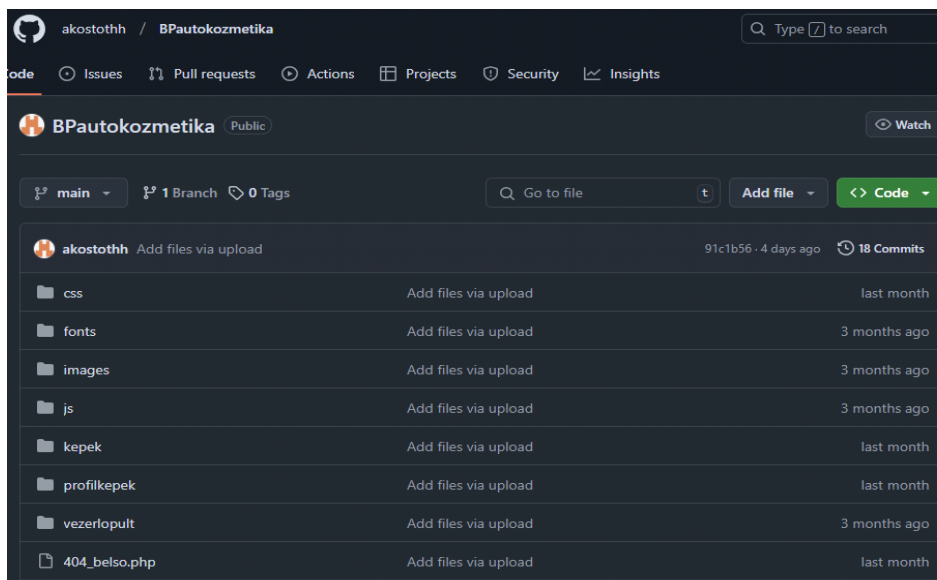 akostothh / BPautokozmetika Type / to search
Code Issues Pull requests Actions Projects Security Insights
BPautokozmetika Public Watch
main 1 Branch 0 Tags Go to file t Add file Code
akostothh Add files via upload 91c1b56 · 4 days ago 18 Commits
css Add files via upload last month
fonts Add files via upload 3 months ago
images Add files via upload 3 months ago
js Add files via upload 3 months ago
kepek Add files via upload last month
profilkepek Add files via upload last month
vezerlopult Add files via upload 3 months ago
404_belso.php Add files via upload last month